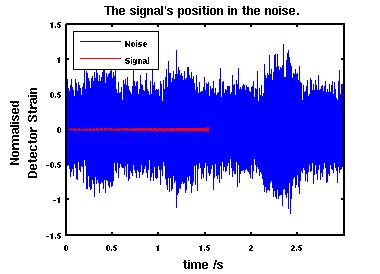 The signal's position in the noise.
1.5
Noise
Signal
1
0.5
0
-0.5
-1
-1.5
Normalised
Detector Strain
0
0.5
1
1.5
2
2.5
time /s